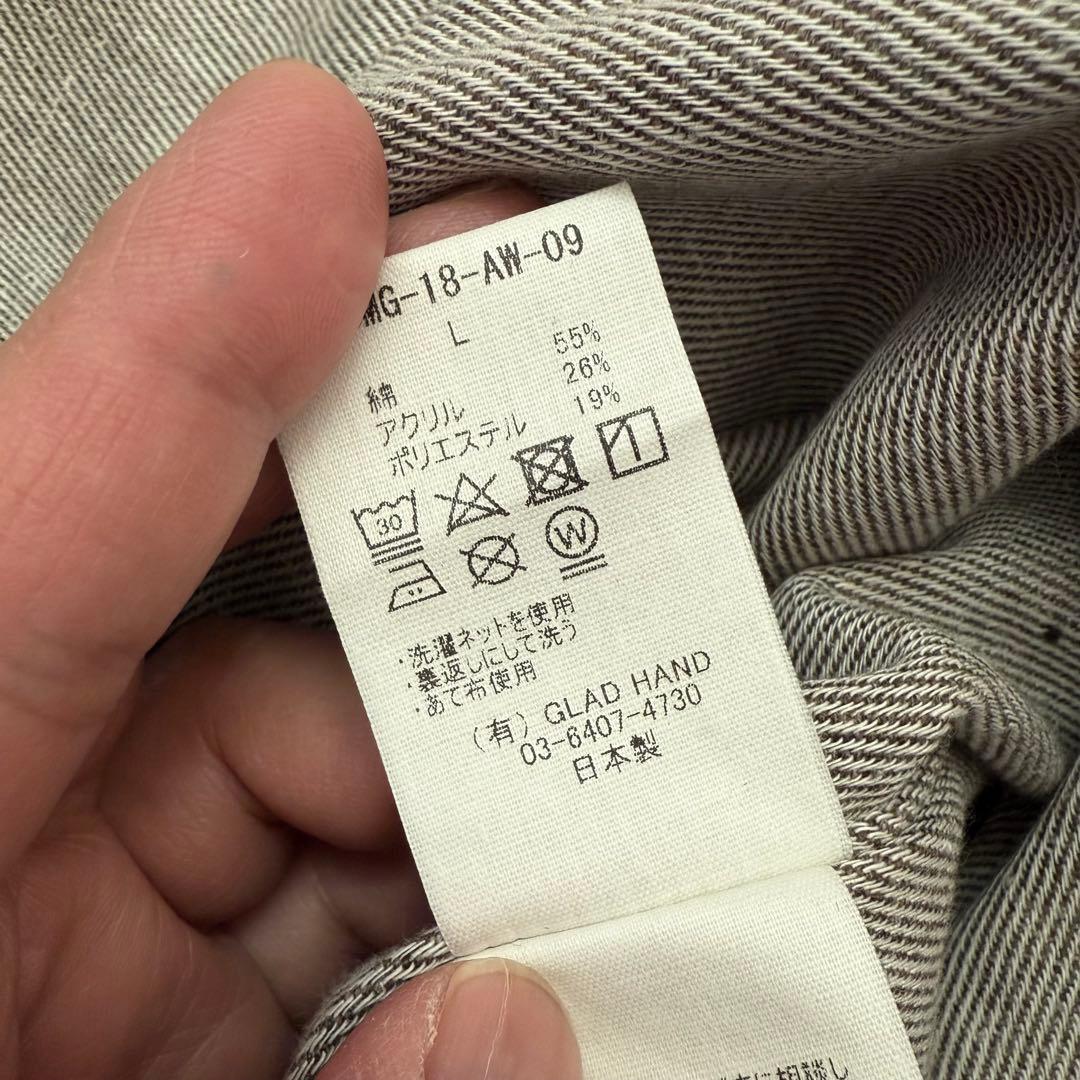 MG-18-AW-09
L
綿 55%
アクリル 26%
ポリエステル 19%
30
W
・洗濯ネットを使用
・裏返しにして洗う
・あて布使用
(有) GLAD HAND
03-6407-4730
日本製